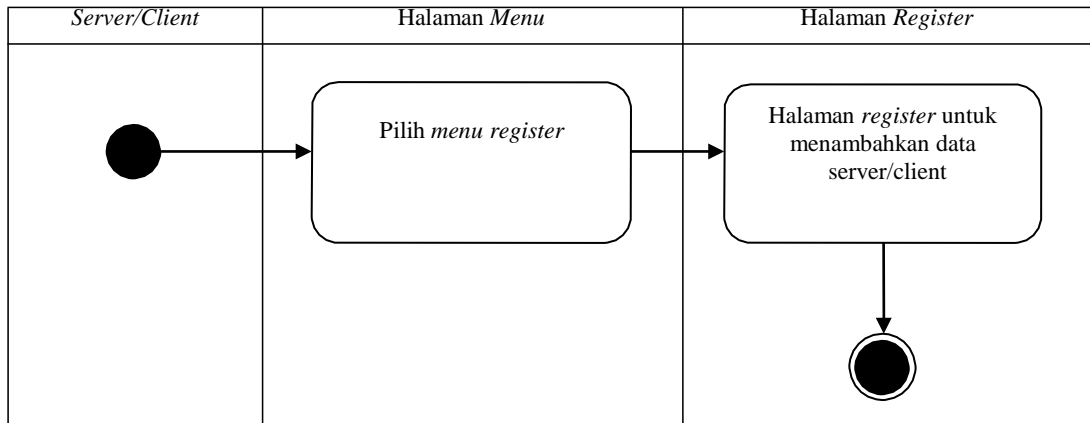 Server/Client
Halaman Menu
Halaman Register
Pilih menu register
Halaman register untuk
menambahkan data
server/client